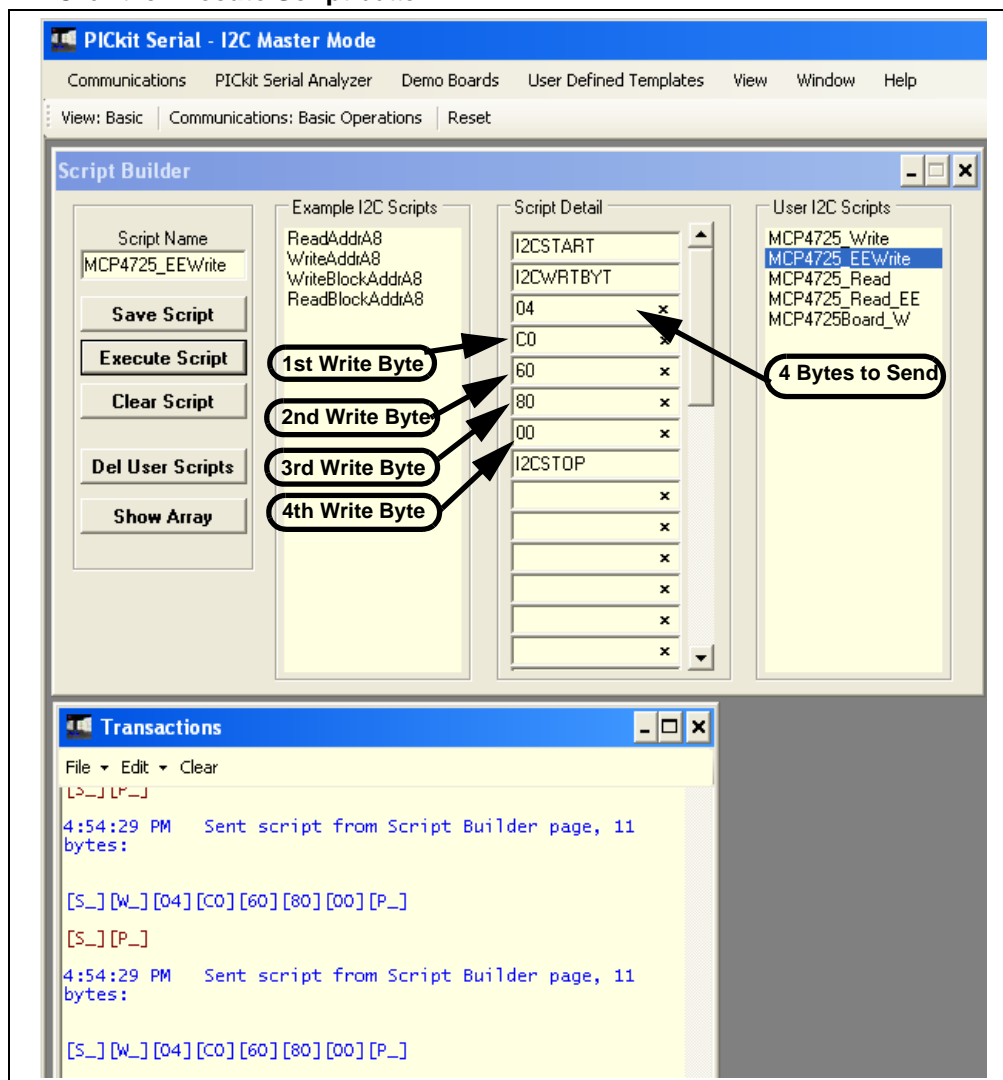 PICkit Serial - I2C Master Mode
Communications PICkit Serial Analyzer Demo Boards User Defined Templates View Window Help
View: Basic Communications: Basic Operations Reset
Script Builder
Script Name
MCP4725_EEWrite
Save Script
Execute Script
Clear Script
Del User Scripts
Show Array
Example I2C Scripts
ReadAddrA8
WriteAddrA8
WriteBlockAddrA8
ReadBlockAddrA8
1st Write Byte
2nd Write Byte
3rd Write Byte
4th Write Byte
Script Detail
I2CSTART
I2CWRTBYT
04 x
C0 x
60 x
80 x
00 x
I2CSTOP
x
x
x
x
x
x
4 Bytes to Send
User I2C Scripts
MCP4725_Write
MCP4725_EEWrite
MCP4725_Read
MCP4725_Read_EE
MCP4725Board_W
Transactions
File Edit Clear
[S_][P_]
4:54:29 PM Sent script from Script Builder page, 11
bytes:
[S_][W_][04][C0][60][80][00][P_]
[S_][P_]
4:54:29 PM Sent script from Script Builder page, 11
bytes:
[S_][W_][04][C0][60][80][00][P_]